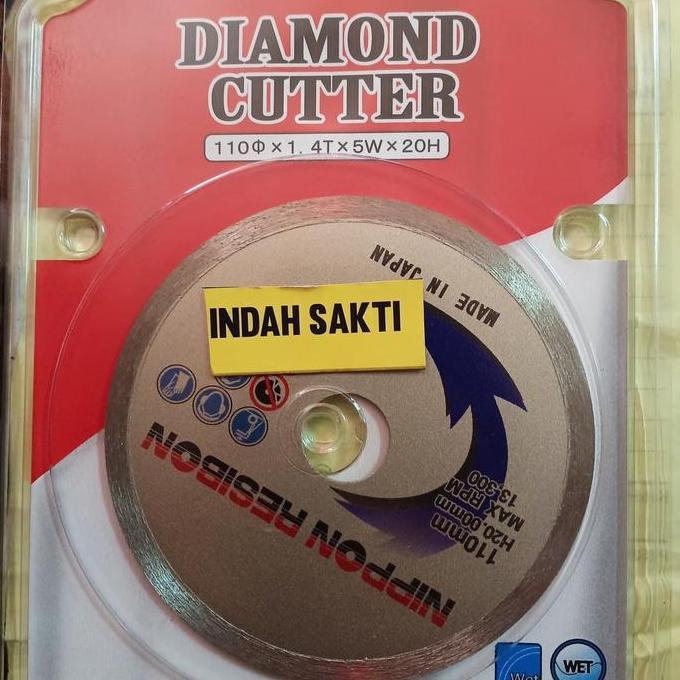 DIAMOND
CUTTER
110Φ×1.4T×5W×20H
MADE IN JAPAN
INDAH SAKTI
NIPPON RESIBON
110mm
H20.00mm
MAX RPM
13-300
Wet
WET